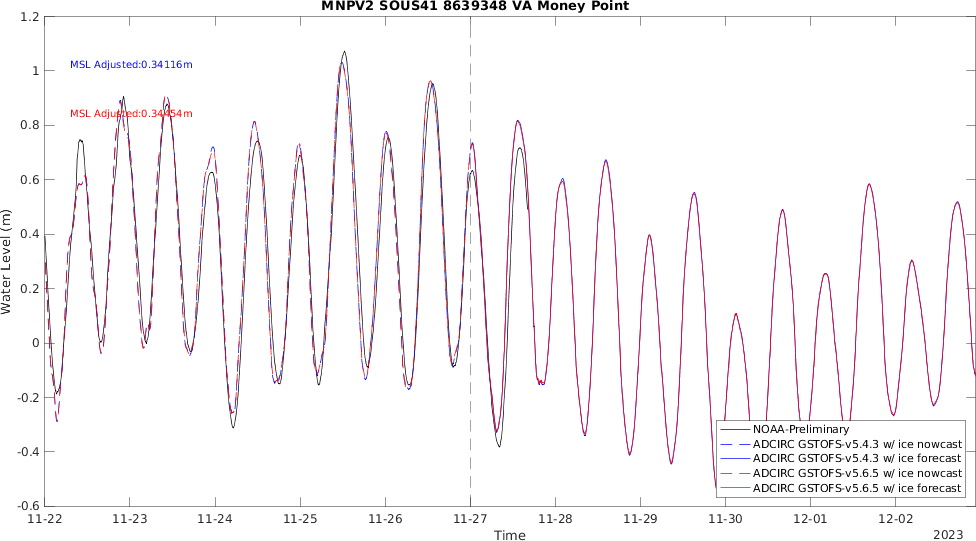 MNPV2 SOUS41 8639348 VA Money Point
1.2
1
0.8
0.6
0.4
0.2
0
-0.2
-0.4
-0.6
Water Level (m)
MSL Adjusted:0.34116m
MSL Adjusted:0.34454m
NOAA-Preliminary
ADCIRC GSTOFS-v5.4.3 w/ ice nowcast
ADCIRC GSTOFS-v5.4.3 w/ ice forecast
ADCIRC GSTOFS-v5.6.5 w/ ice nowcast
ADCIRC GSTOFS-v5.6.5 w/ ice forecast
11-22 11-23 11-24 11-25 11-26 11-27 11-28 11-29 11-30 12-01 12-02
Time
2023